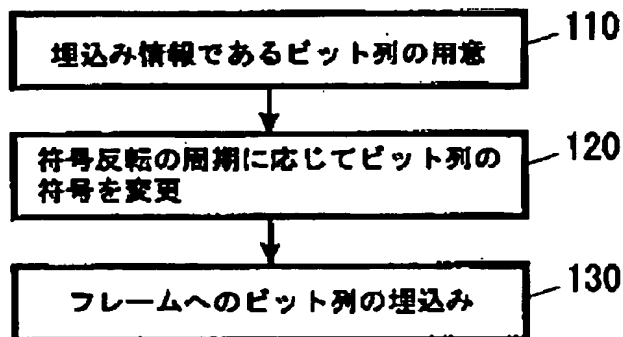 埋込み情報であるビット列の用意
110
符号反転の周期に応じてビット列の
符号を変更
120
フレームへのビット列の埋込み
130